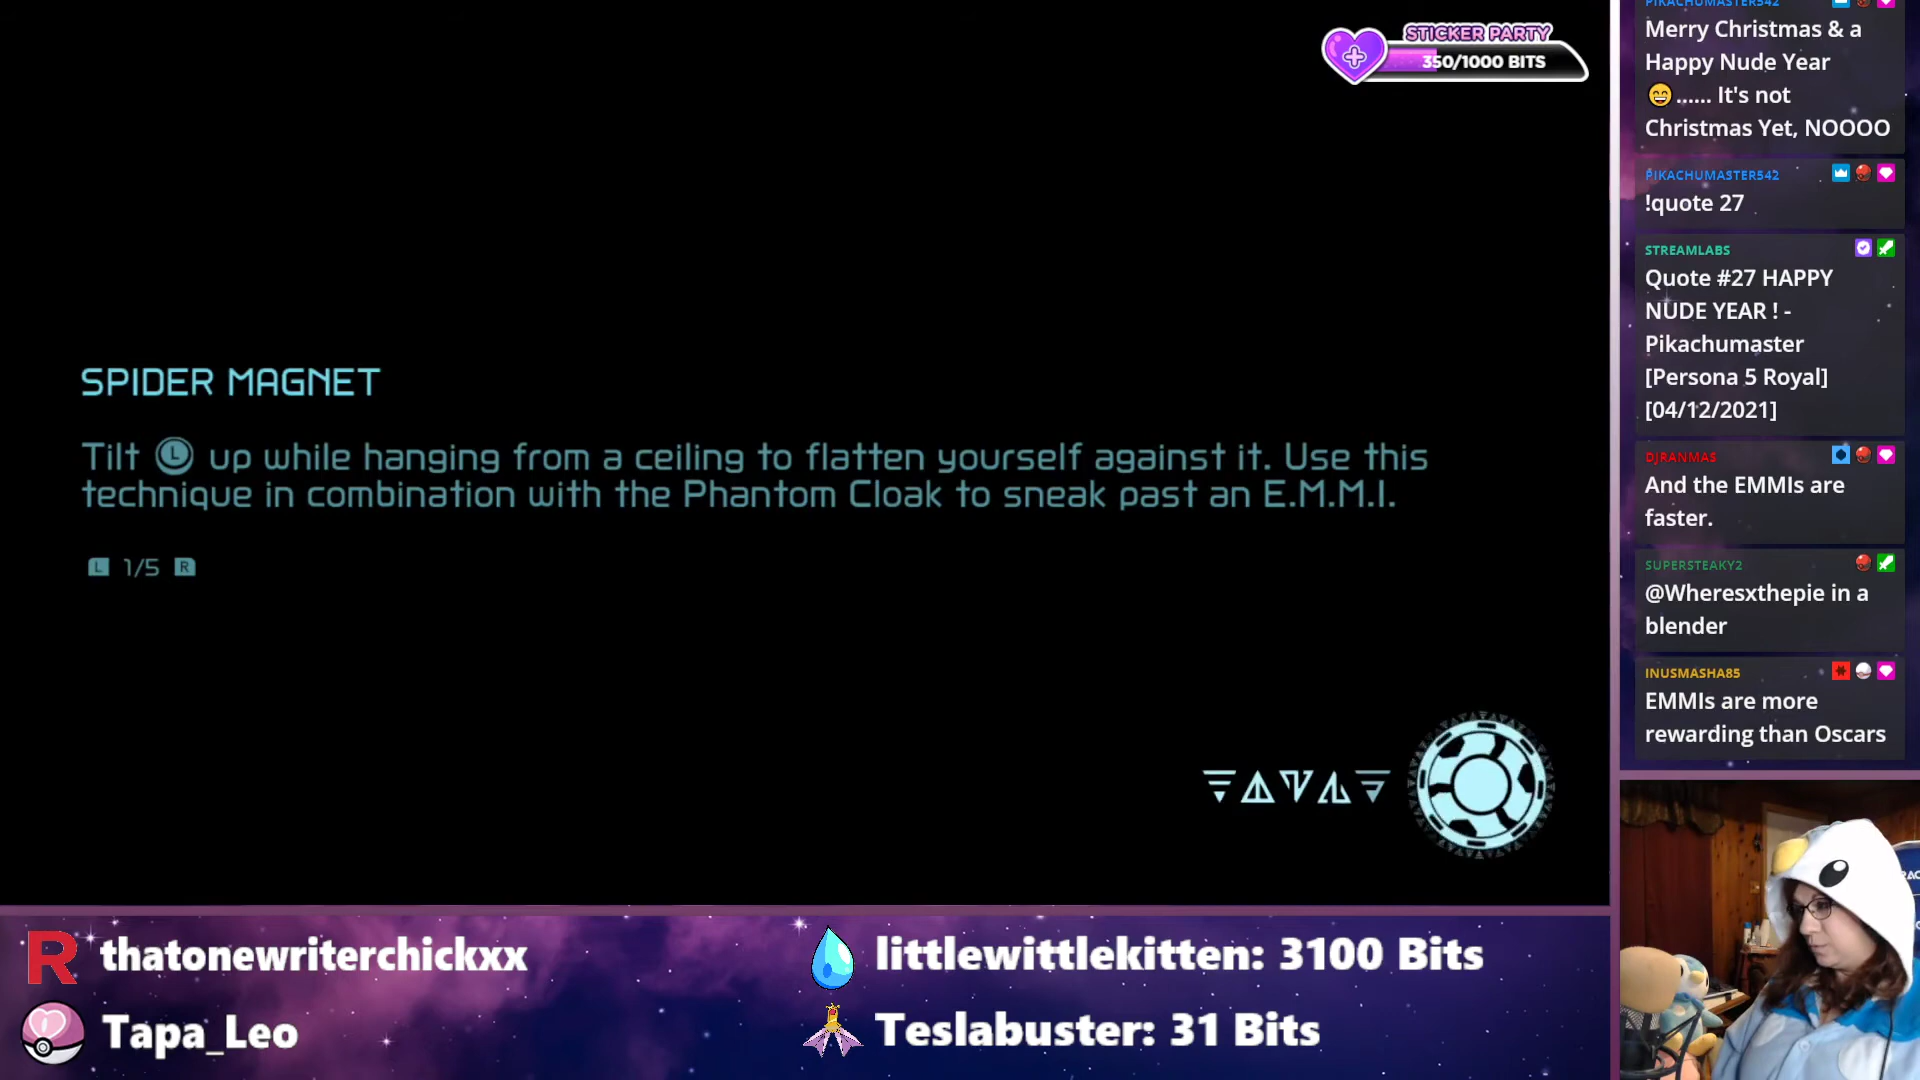 STICKER PARTY
350/1000 BITS
SPIDER MAGNET
Tilt L up while hanging from a ceiling to flatten yourself against it. Use this
technique in combination with the Phantom Cloak to sneak past an E.M.M.I.
L 1/5 R
PIKACHUMASTER542
Merry Christmas & a
Happy Nude Year
😄...... It's not
Christmas Yet, NOOOO
PIKACHUMASTER542
!quote 27
STREAMLABS
Quote #27 HAPPY
NUDE YEAR ! -
Pikachumaster
[Persona 5 Royal]
[04/12/2021]
DJRANMAS
And the EMMIs are
faster.
SUPERSTEAKY2
@Wheresxthepie in a
blender
INUSMASHA85
EMMIs are more
rewarding than Oscars
R thatonewriterchickxx
littlewittlekitten: 3100 Bits
Tapa_Leo
Teslabuster: 31 Bits